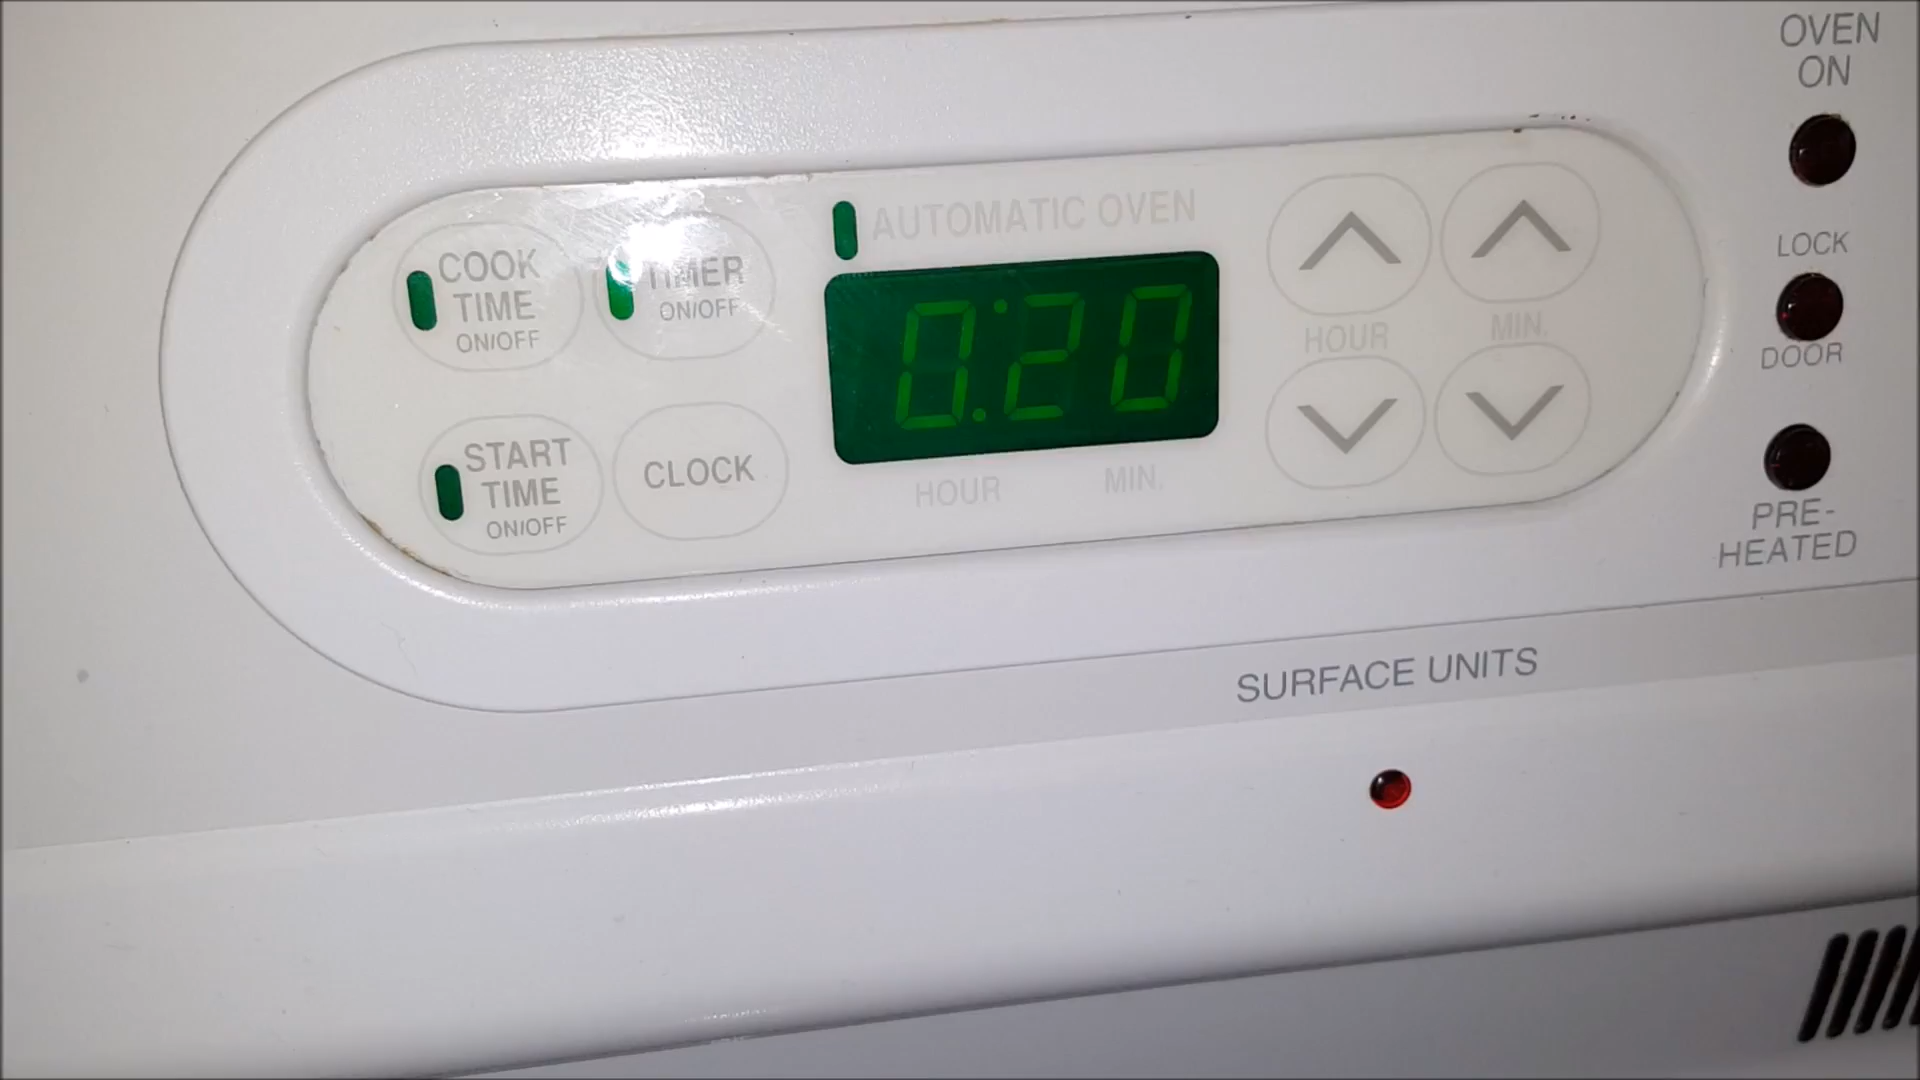 OVEN
ON
AUTOMATIC OVEN
COOK
TIME
ON/OFF
TIMER
ON/OFF
0:20
HOUR
MIN.
LOCK
DOOR
START
TIME
ON/OFF
CLOCK
HOUR
MIN.
PRE-
HEATED
SURFACE UNITS